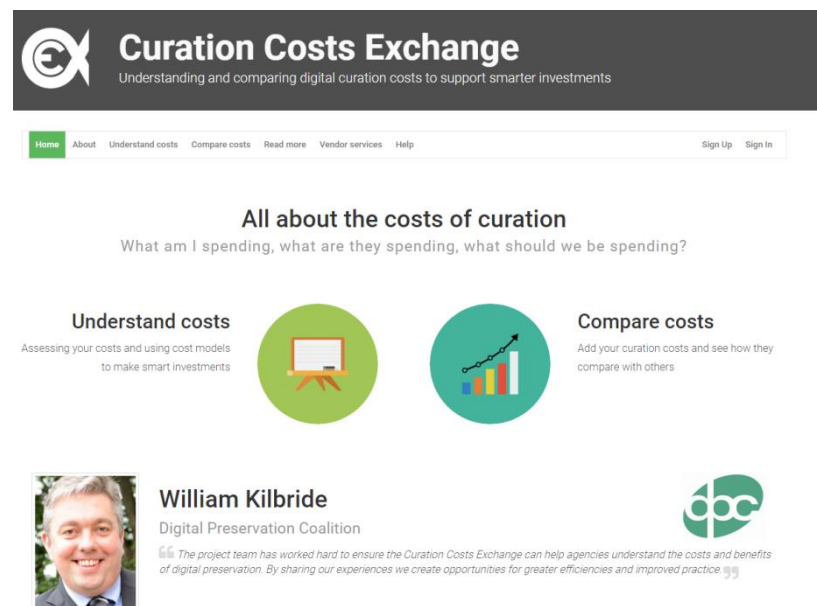 Curation Costs Exchange
Understanding and comparing digital curation costs to support smarter investments
Home About Understand costs Compare costs Read more Vendor services Help Sign Up Sign In
All about the costs of curation
What am I spending, what are they spending, what should we be spending?
Understand costs
Assessing your costs and using cost models
to make smart investments
Compare costs
Add your curation costs and see how they
compare with others
William Kilbride
Digital Preservation Coalition
dpc
❝ The project team has worked hard to ensure the Curation Costs Exchange can help agencies understand the costs and benefits
of digital preservation. By sharing our experiences we create opportunities for greater efficiencies and improved practice. ❞